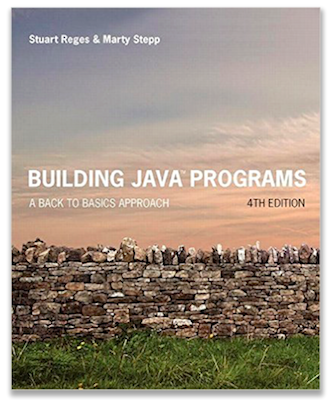 Stuart Reges & Marty Stepp
BUILDING JAVA PROGRAMS
A BACK TO BASICS APPROACH 4TH EDITION